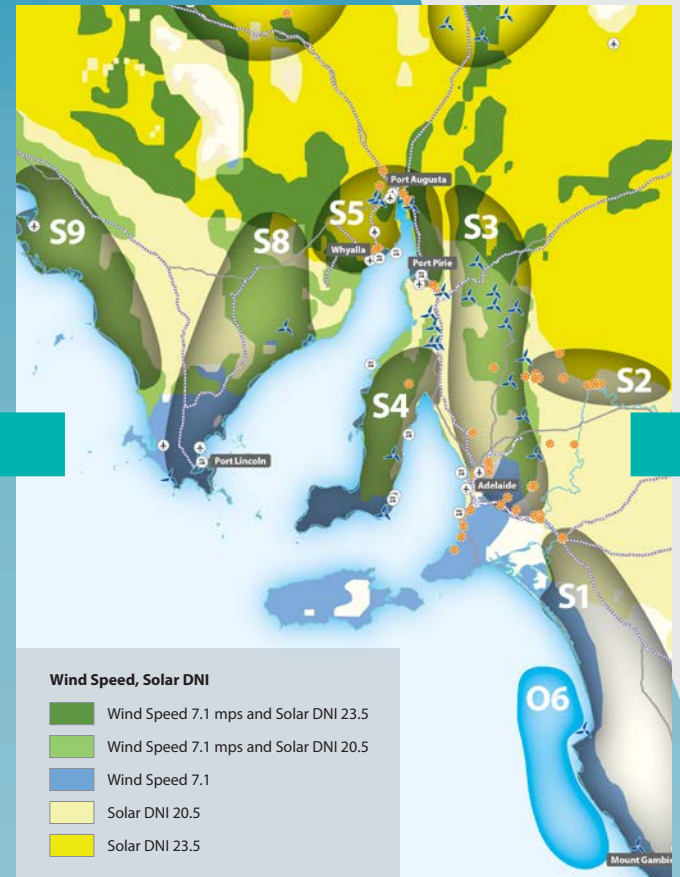 Port Augusta
S5
S3
S9
S8
Whyalla
Port Pirie
S2
S4
Port Lincoln
Adelaide
S1
O6
Mount Gambie
Wind Speed, Solar DNI
Wind Speed 7.1 mps and Solar DNI 23.5
Wind Speed 7.1 mps and Solar DNI 20.5
Wind Speed 7.1
Solar DNI 20.5
Solar DNI 23.5